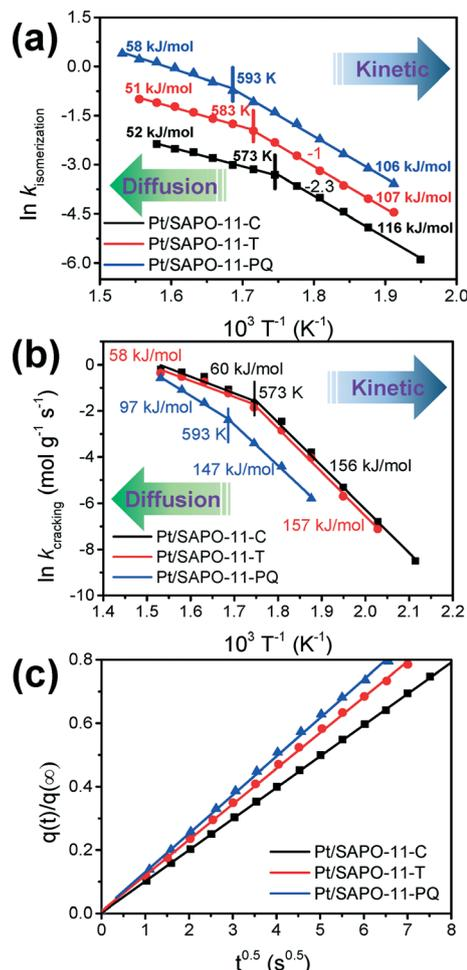 (a)
1.5
0.0
-1.5
-3.0
-4.5
-6.0
ln k isomerization
58 kJ/mol
593 K
Kinetic
51 kJ/mol
583 K
52 kJ/mol
573 K
-1
-2.3
106 kJ/mol
107 kJ/mol
116 kJ/mol
Diffusion
Pt/SAPO-11-C
Pt/SAPO-11-T
Pt/SAPO-11-PQ
1.5 1.6 1.7 1.8 1.9 2.0
10³ T⁻¹ (K⁻¹)
(b)
0
-2
-4
-6
-8
-10
ln k cracking (mol g⁻¹ s⁻¹)
58 kJ/mol
60 kJ/mol
573 K
Kinetic
97 kJ/mol
593 K
147 kJ/mol
156 kJ/mol
157 kJ/mol
Diffusion
Pt/SAPO-11-C
Pt/SAPO-11-T
Pt/SAPO-11-PQ
1.4 1.5 1.6 1.7 1.8 1.9 2.0 2.1 2.2
10³ T⁻¹ (K⁻¹)
(c)
0.8
0.6
0.4
0.2
0.0
q(t)/q(∞)
Pt/SAPO-11-C
Pt/SAPO-11-T
Pt/SAPO-11-PQ
0 1 2 3 4 5 6 7 8
t⁰·⁵ (s⁰·⁵)